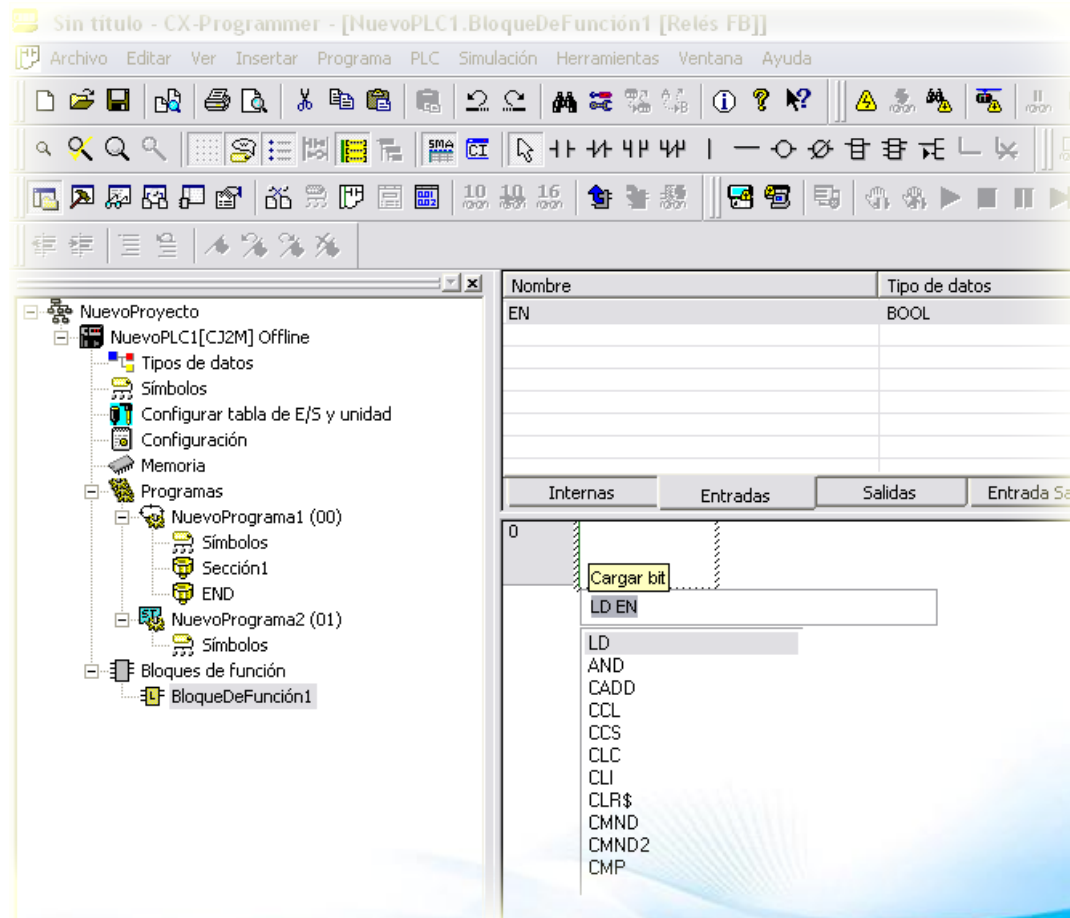 Sin título - CX-Programmer - [NuevoPLC1.BloqueDeFunción1 [Relés FB]]
Archivo Editar Ver Insertar Programa PLC Simulación Herramientas Ventana Ayuda
NuevoProyecto
NuevoPLC1[CJ2M] Offline
Tipos de datos
Símbolos
Configurar tabla de E/S y unidad
Configuración
Memoria
Programas
NuevoPrograma1 (00)
Símbolos
Sección1
END
NuevoPrograma2 (01)
Símbolos
Bloques de función
BloqueDeFunción1
Nombre Tipo de datos
EN BOOL
Internas Entradas Salidas Entrada Sa
0
Cargar bit
LD EN
LD
AND
CADD
CCL
CCS
CLC
CLI
CLR$
CMND
CMND2
CMP